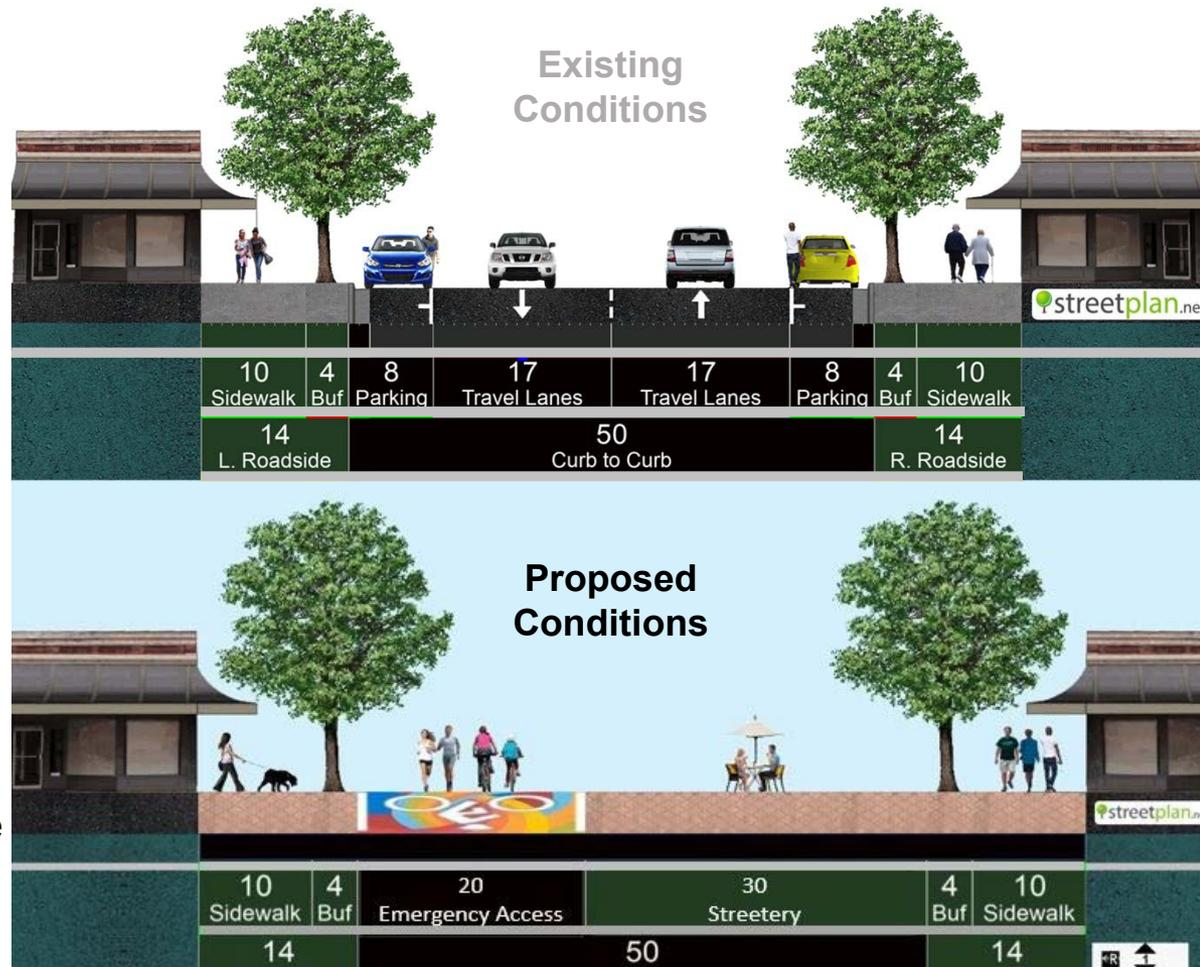 Existing
Conditions
streetplan.ne
10 4 8 17 17 8 4 10
Sidewalk Buf Parking Travel Lanes Travel Lanes Parking Buf Sidewalk
14 50 14
L. Roadside Curb to Curb R. Roadside
Proposed
Conditions
e
streetplan.n
10 4 20 30 4 10
Sidewalk Buf Emergency Access Streetery Buf Sidewalk
14 50 14
R 1